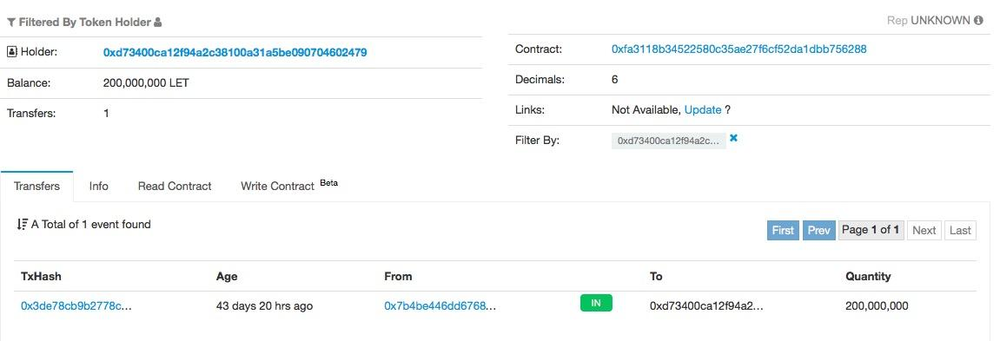 Filtered By Token Holder
Rep UNKNOWN
Holder: 0xd73400ca12f94a2c38100a31a5be090704602479
Balance: 200,000,000 LET
Transfers: 1
Contract: 0xfa3118b34522580c35ae27f6cf52da1dbb756288
Decimals: 6
Links: Not Available, Update ?
Filter By: 0xd73400ca12f94a2c...
Transfers Info Read Contract Write Contract Beta
A Total of 1 event found
First Prev Page 1 of 1 Next Last
TxHash Age From To Quantity
0x3de78cb9b2778c... 43 days 20 hrs ago 0x7b4be446dd6768... IN 0xd73400ca12f94a2... 200,000,000